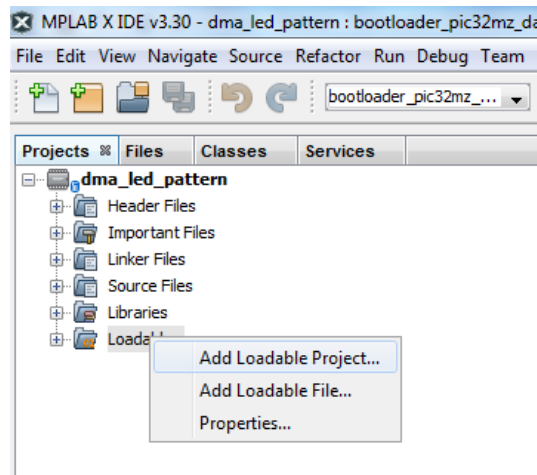 MPLAB X IDE v3.30 - dma_led_pattern : bootloader_pic32mz_da
File Edit View Navigate Source Refactor Run Debug Team
bootloader_pic32mz_...
Projects Files Classes Services
dma_led_pattern
Header Files
Important Files
Linker Files
Source Files
Libraries
Loada
Add Loadable Project...
Add Loadable File...
Properties...